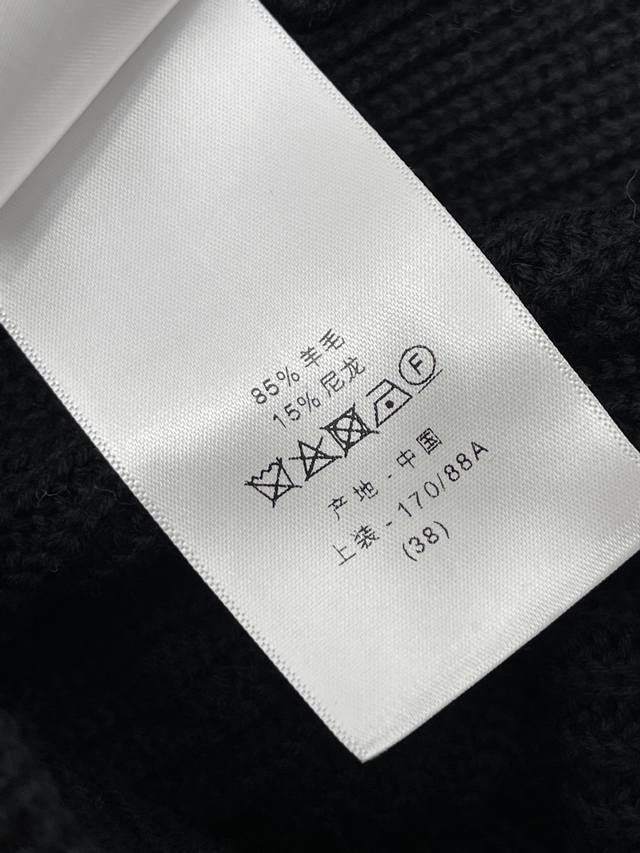 85% 羊毛
15% 尼龙
F
产地 - 中国
上装 - 170/88A
(38)